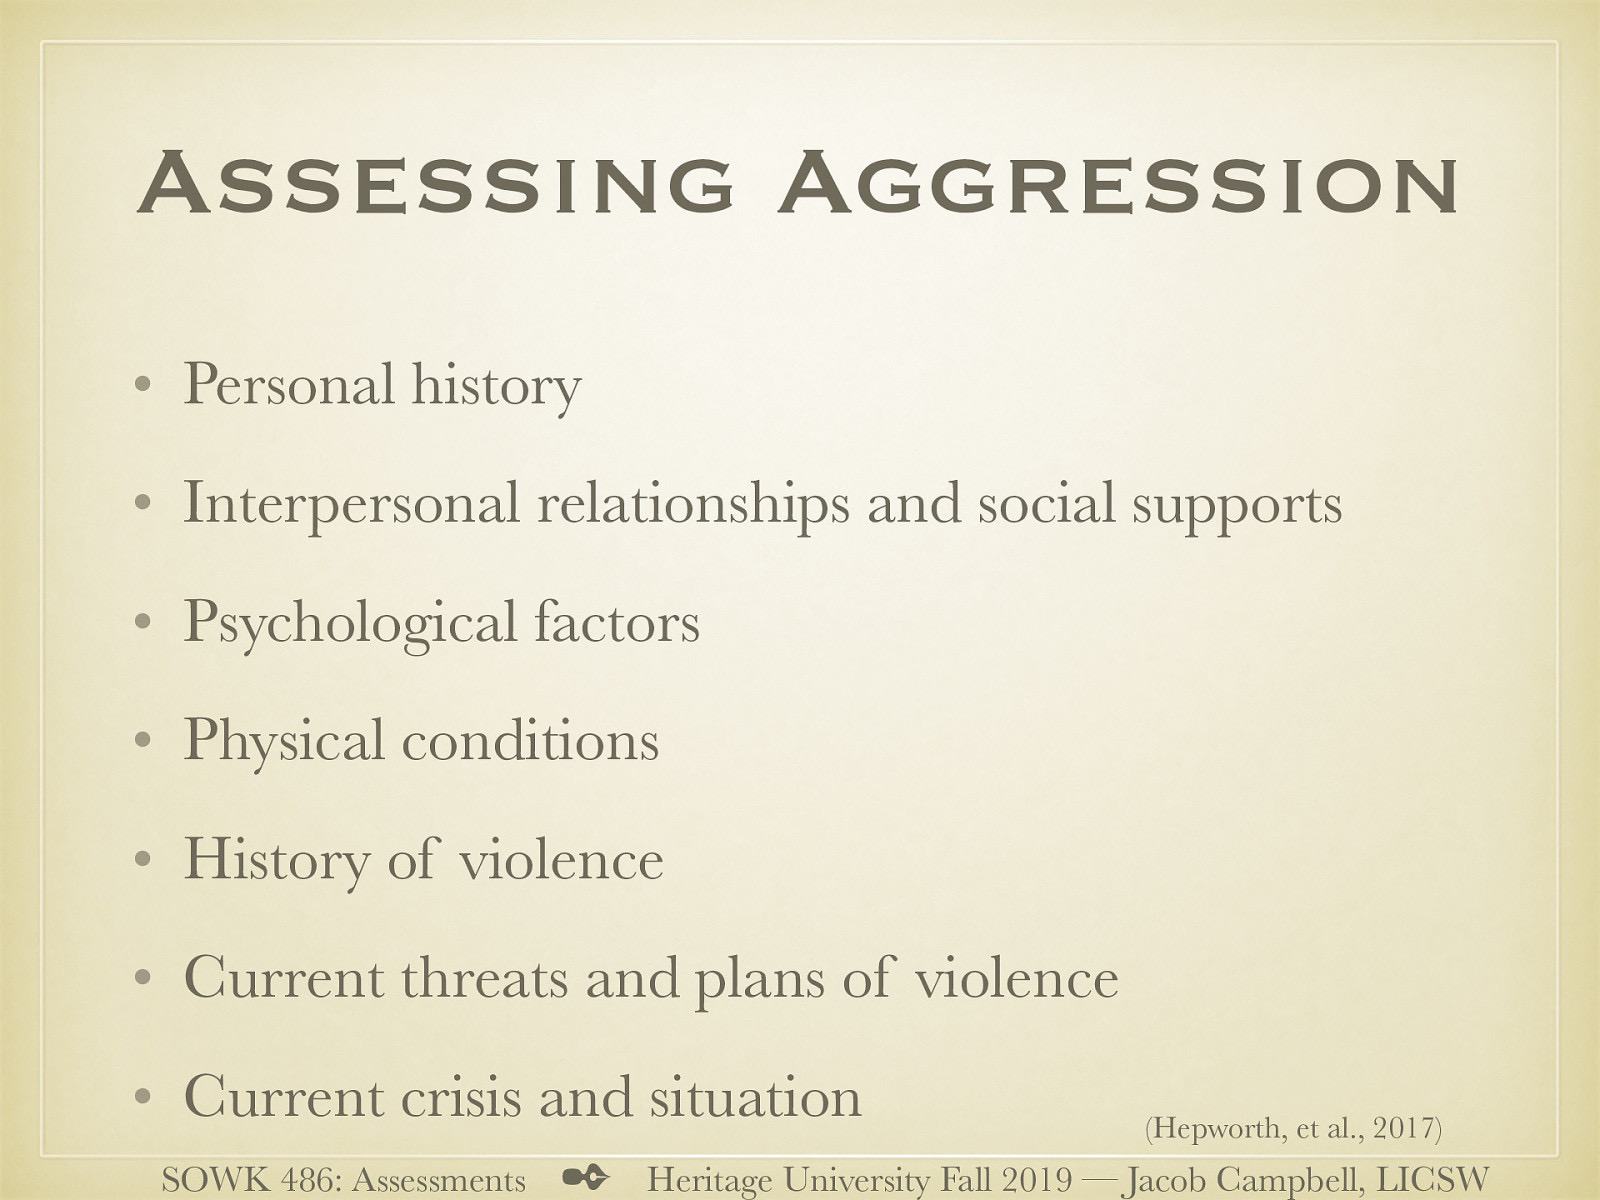 Assessing Aggression
• Personal history
• Interpersonal relationships and social supports
• Psychological factors
• Physical conditions
• History of violence
• Current threats and plans of violence
• Current crisis and situation
(Hepworth, et al., 2017)
SOWK 486: Assessments ✒ Heritage University Fall 2019 — Jacob Campbell, LICSW